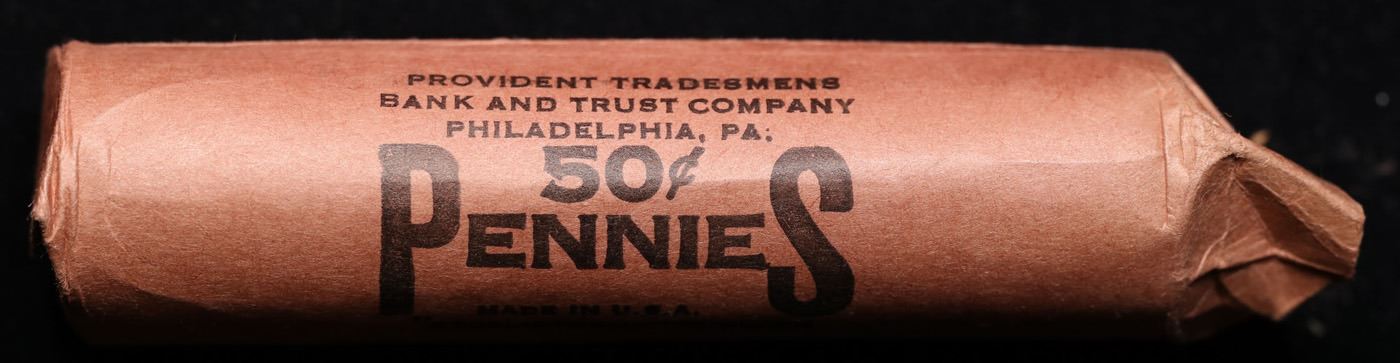 PROVIDENT TRADESMENS
BANK AND TRUST COMPANY
PHILADELPHIA, PA.
50¢
PENNIES
MADE IN U.S.A.